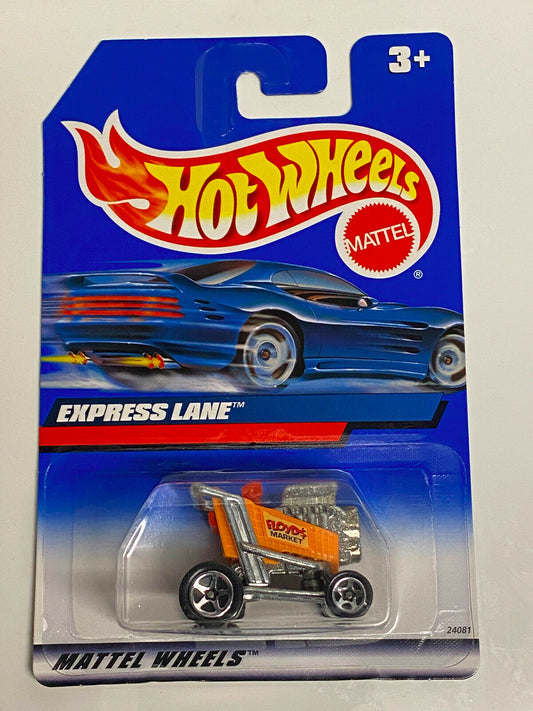 3+
HOT WHEELS
MATTEL
®
EXPRESS LANE™
FLOYD'S
MARKET
24081
MATTEL WHEELS™